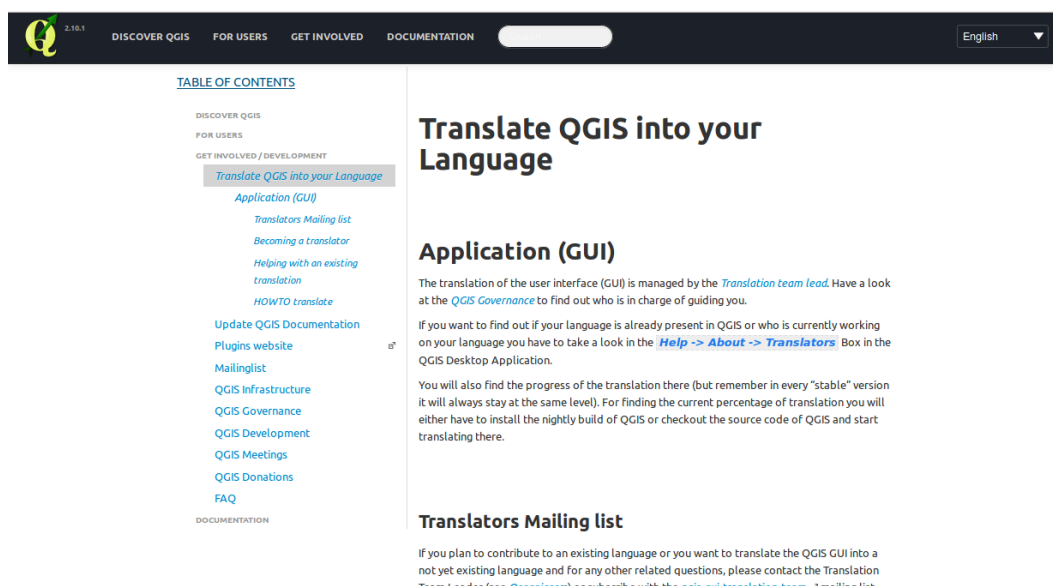 2.10.1
DISCOVER QGIS FOR USERS GET INVOLVED DOCUMENTATION
English
TABLE OF CONTENTS
DISCOVER QGIS
FOR USERS
GET INVOLVED / DEVELOPMENT
Translate QGIS into your Language
Application (GUI)
Translators Mailing list
Becoming a translator
Helping with an existing
translation
HOWTO translate
Update QGIS Documentation
Plugins website
Mailinglist
QGIS Infrastructure
QGIS Governance
QGIS Development
QGIS Meetings
QGIS Donations
FAQ
DOCUMENTATION
Translate QGIS into your
Language
Application (GUI)
The translation of the user interface (GUI) is managed by the Translation team lead. Have a look
at the QGIS Governance to find out who is in charge of guiding you.
If you want to find out if your language is already present in QGIS or who is currently working
on your language you have to take a look in the Help -> About -> Translators Box in the
QGIS Desktop Application.
You will also find the progress of the translation there (but remember in every “stable” version
it will always stay at the same level). For finding the current percentage of translation you will
either have to install the nightly build of QGIS or checkout the source code of QGIS and start
translating there.
Translators Mailing list
If you plan to contribute to an existing language or you want to translate the QGIS GUI into a
not yet existing language and for any other related questions, please contact the Translation